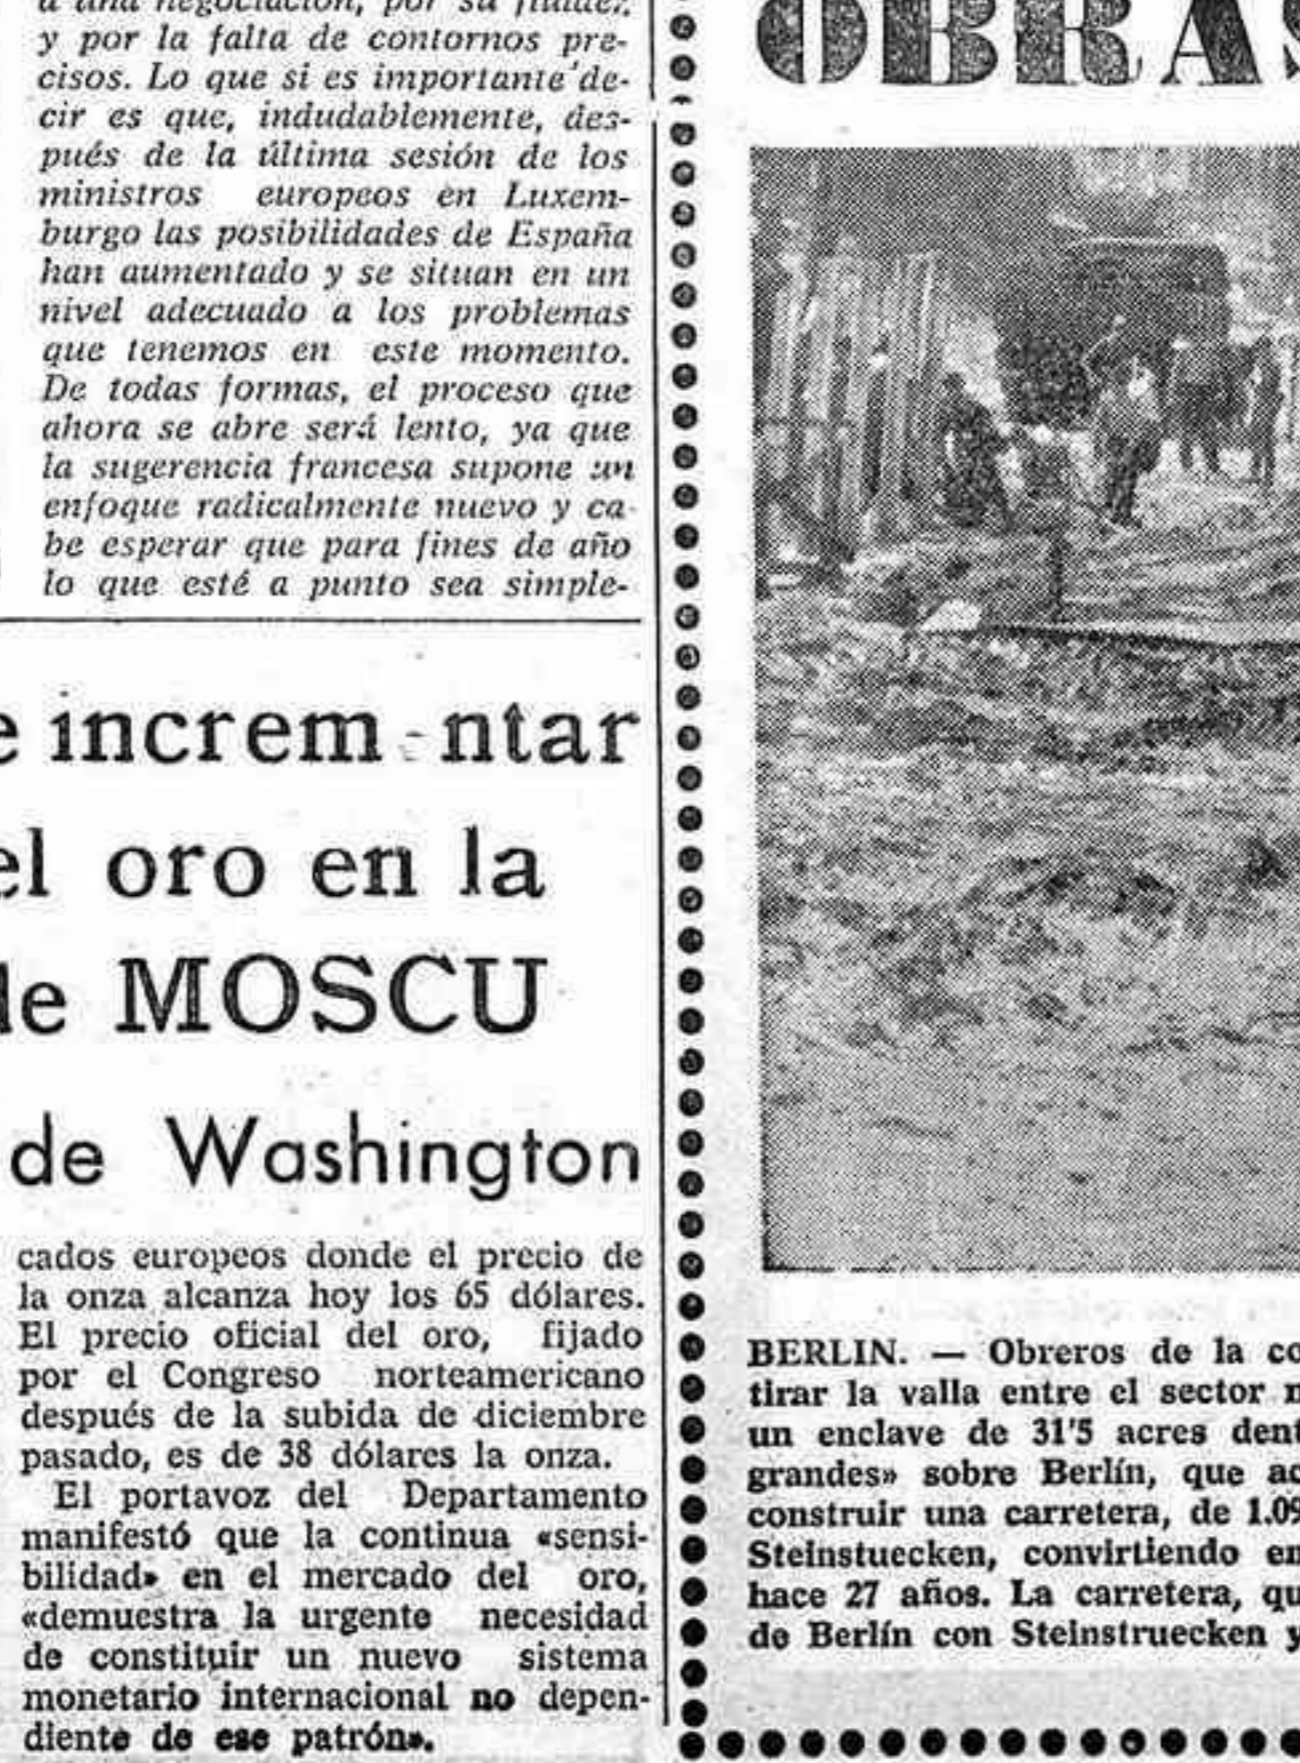 a una negociación, por su fluidez,
y por la falta de contornos pre-
cisos. Lo que si es importante de-
cir es que, indudablemente, des-
pués de la última sesión de los
ministros europeos en Luxem-
burgo las posibilidades de España
han aumentado y se situan en un
nivel adecuado a los problemas
que tenemos en este momento.
De todas formas, el proceso que
ahora se abre será lento, ya que
la sugerencia francesa supone un
enfoque radicalmente nuevo y ca-
be esperar que para fines de año
lo que esté a punto sea simple-
e increm ntar
el oro en la
de MOSCU
de Washington
cados europeos donde el precio de
la onza alcanza hoy los 65 dólares.
El precio oficial del oro, fijado
por el Congreso norteamericano
después de la subida de diciembre
pasado, es de 38 dólares la onza.
El portavoz del Departamento
manifestó que la continua «sensi-
bilidad» en el mercado del oro,
«demuestra la urgente necesidad
de constituir un nuevo sistema
monetario internacional no depen-
diente de ese patrón».
OBRAS
BERLIN. — Obreros de la co
tirar la valla entre el sector
un enclave de 31'5 acres dent
grandes» sobre Berlín, que ac
construir una carretera, de 1.09
Steinstuecken, convirtiendo en
hace 27 años. La carretera, qu
de Berlín con Steinstruecken y